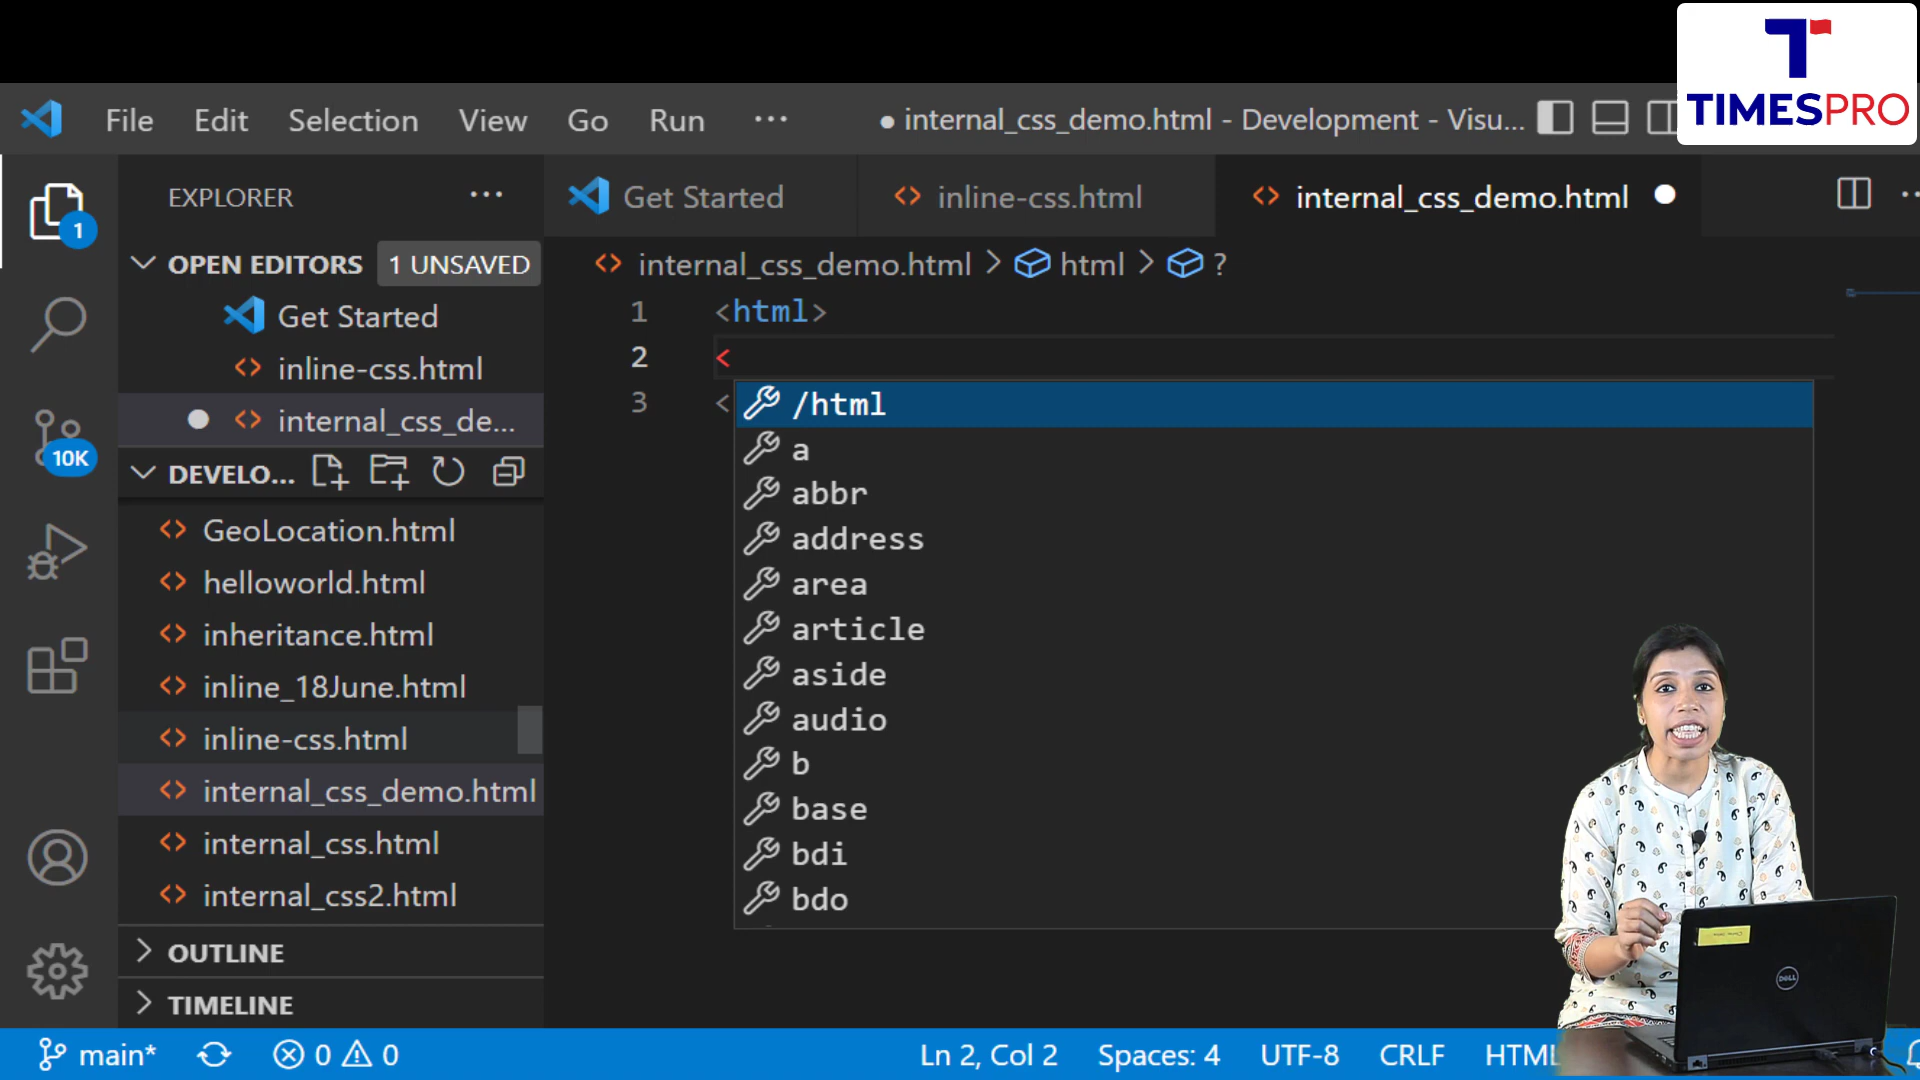 TIMESPRO
File Edit Selection View Go Run ··· ● internal_css_demo.html - Development - Visu...
EXPLORER ···
Get Started
inline-css.html
internal_css_demo.html
1
OPEN EDITORS 1 UNSAVED
internal_css_demo.html > html > ?
Get Started
inline-css.html
internal_css_de...
10K
DEVELO...
GeoLocation.html
helloworld.html
inheritance.html
inline_18June.html
inline-css.html
internal_css_demo.html
internal_css.html
internal_css2.html
OUTLINE
TIMELINE
1 <html>
2 <
3 <
/html
a
abbr
address
area
article
aside
audio
b
base
bdi
bdo
DELL
main* 0 0 Ln 2, Col 2 Spaces: 4 UTF-8 CRLF HTML